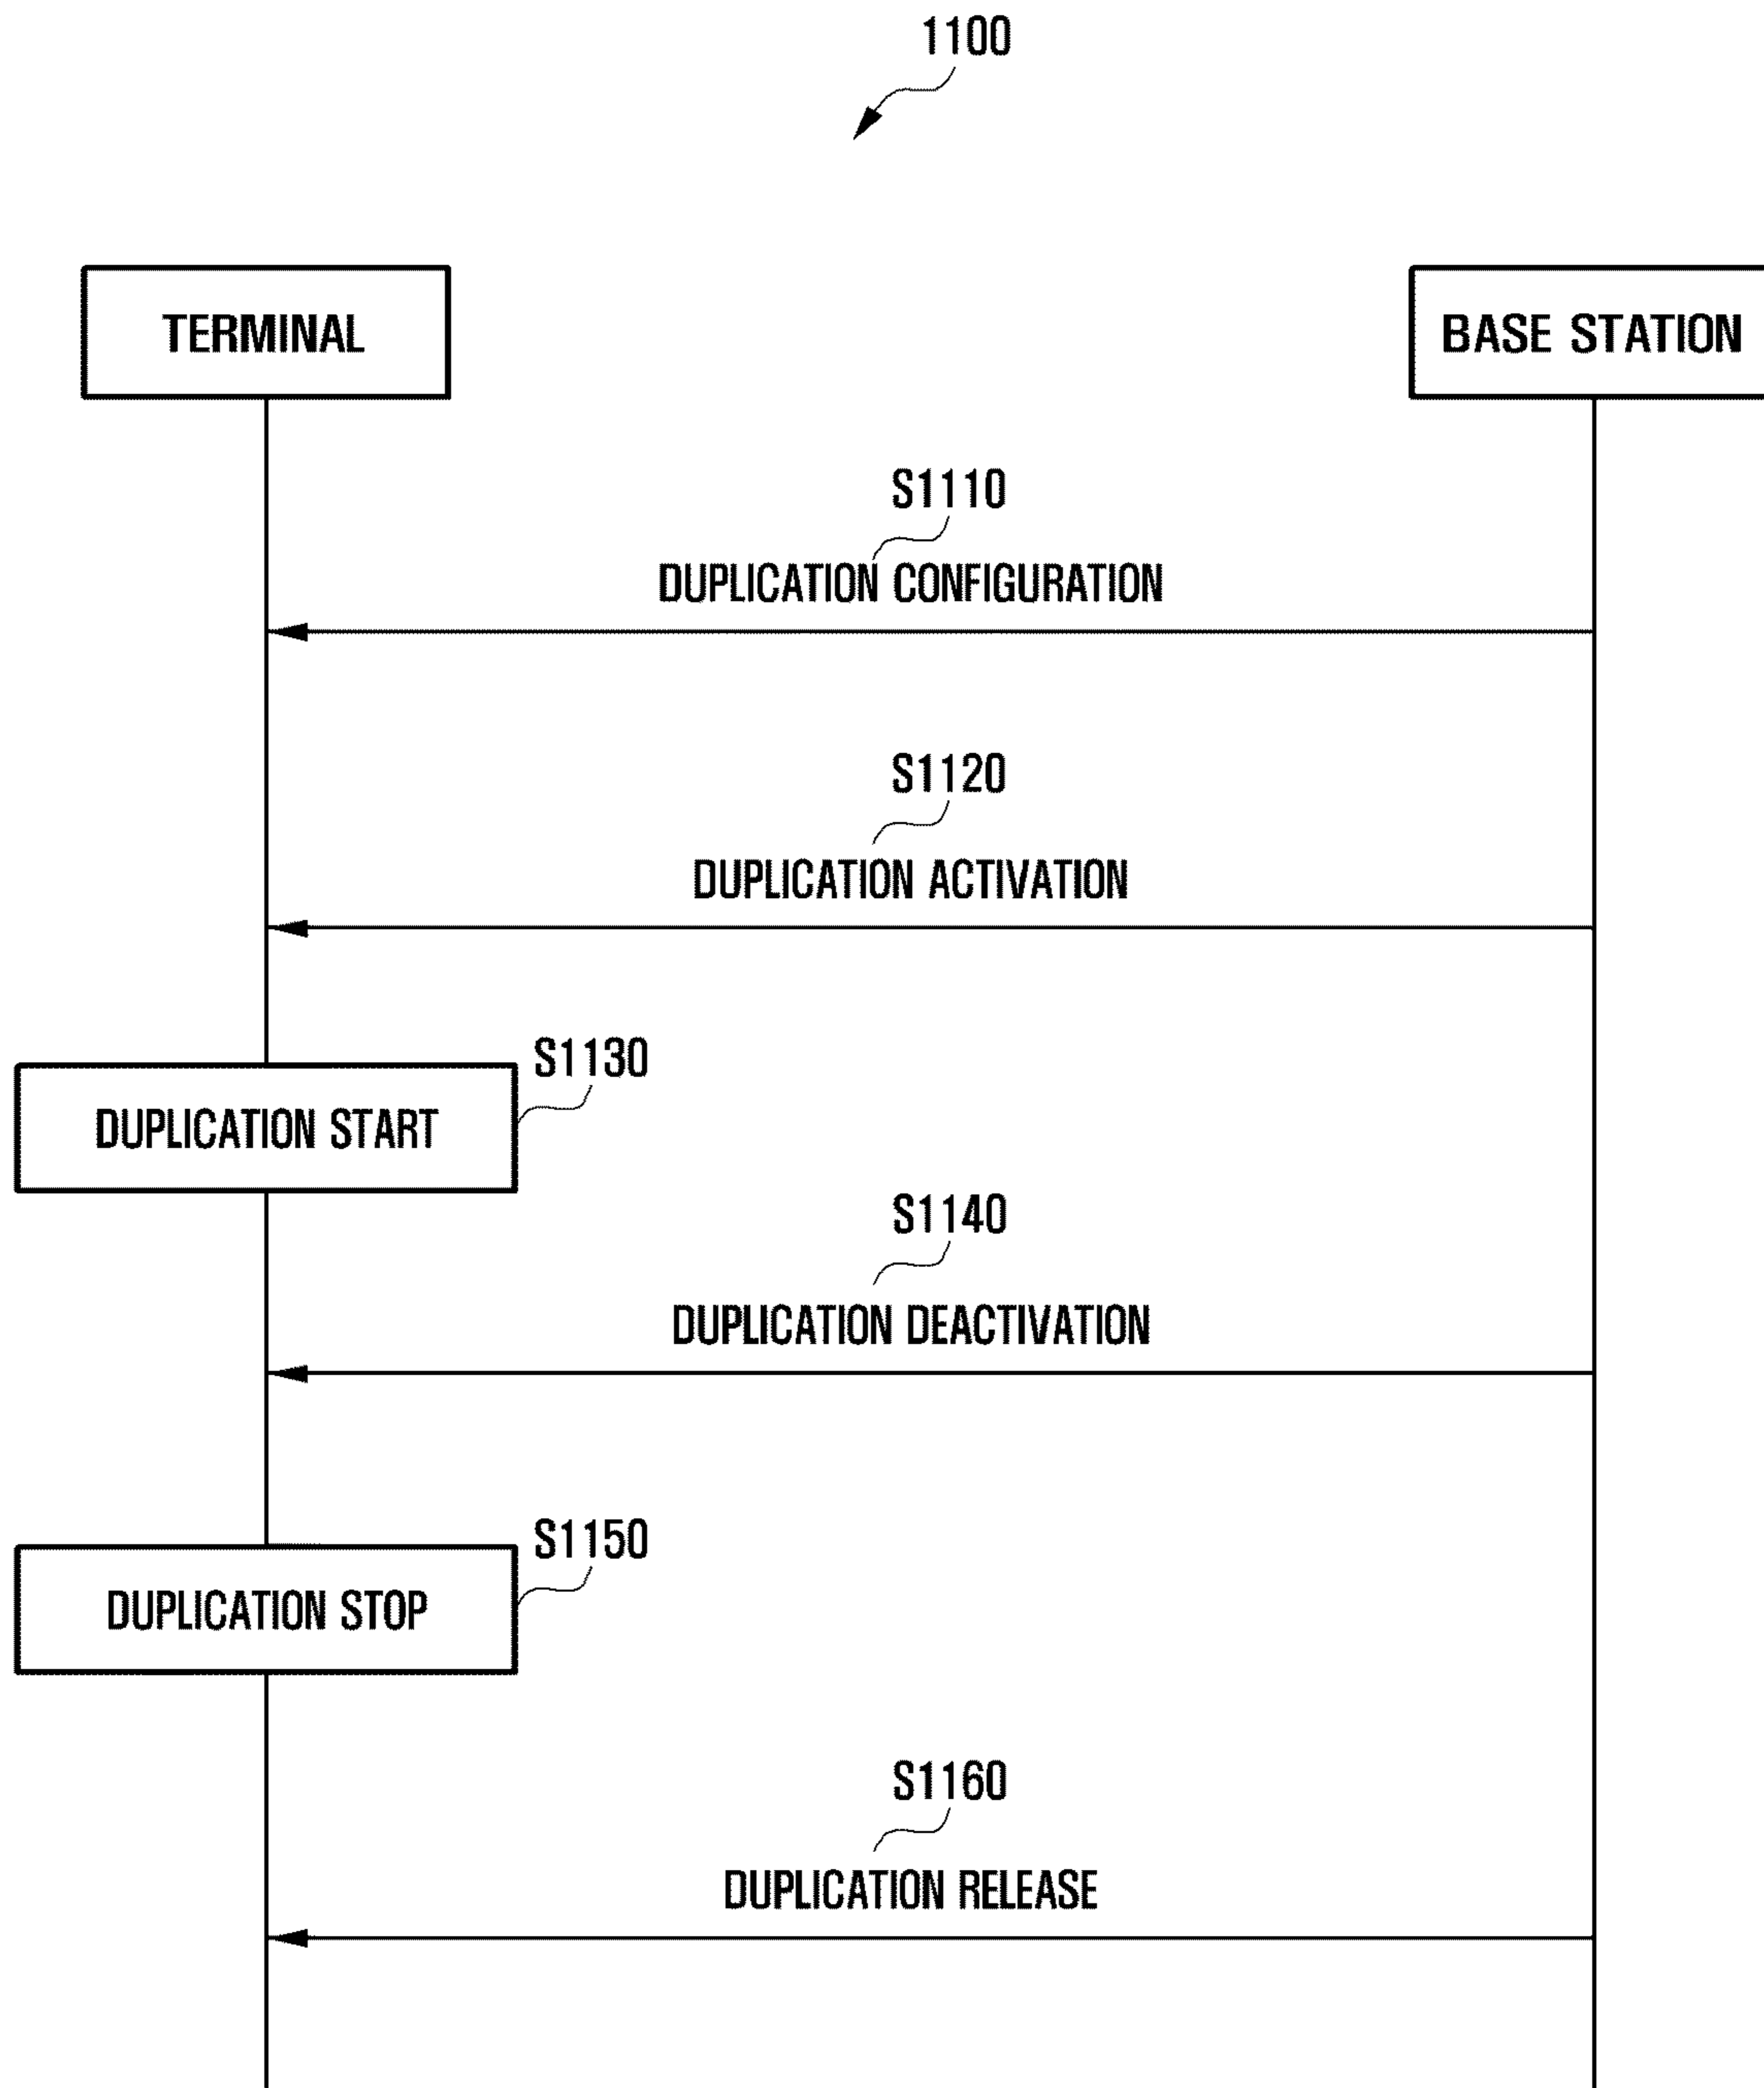 1100
TERMINAL
BASE STATION
S1110
DUPLICATION CONFIGURATION
S1120
DUPLICATION ACTIVATION
S1130
DUPLICATION START
S1140
DUPLICATION DEACTIVATION
S1150
DUPLICATION STOP
S1160
DUPLICATION RELEASE